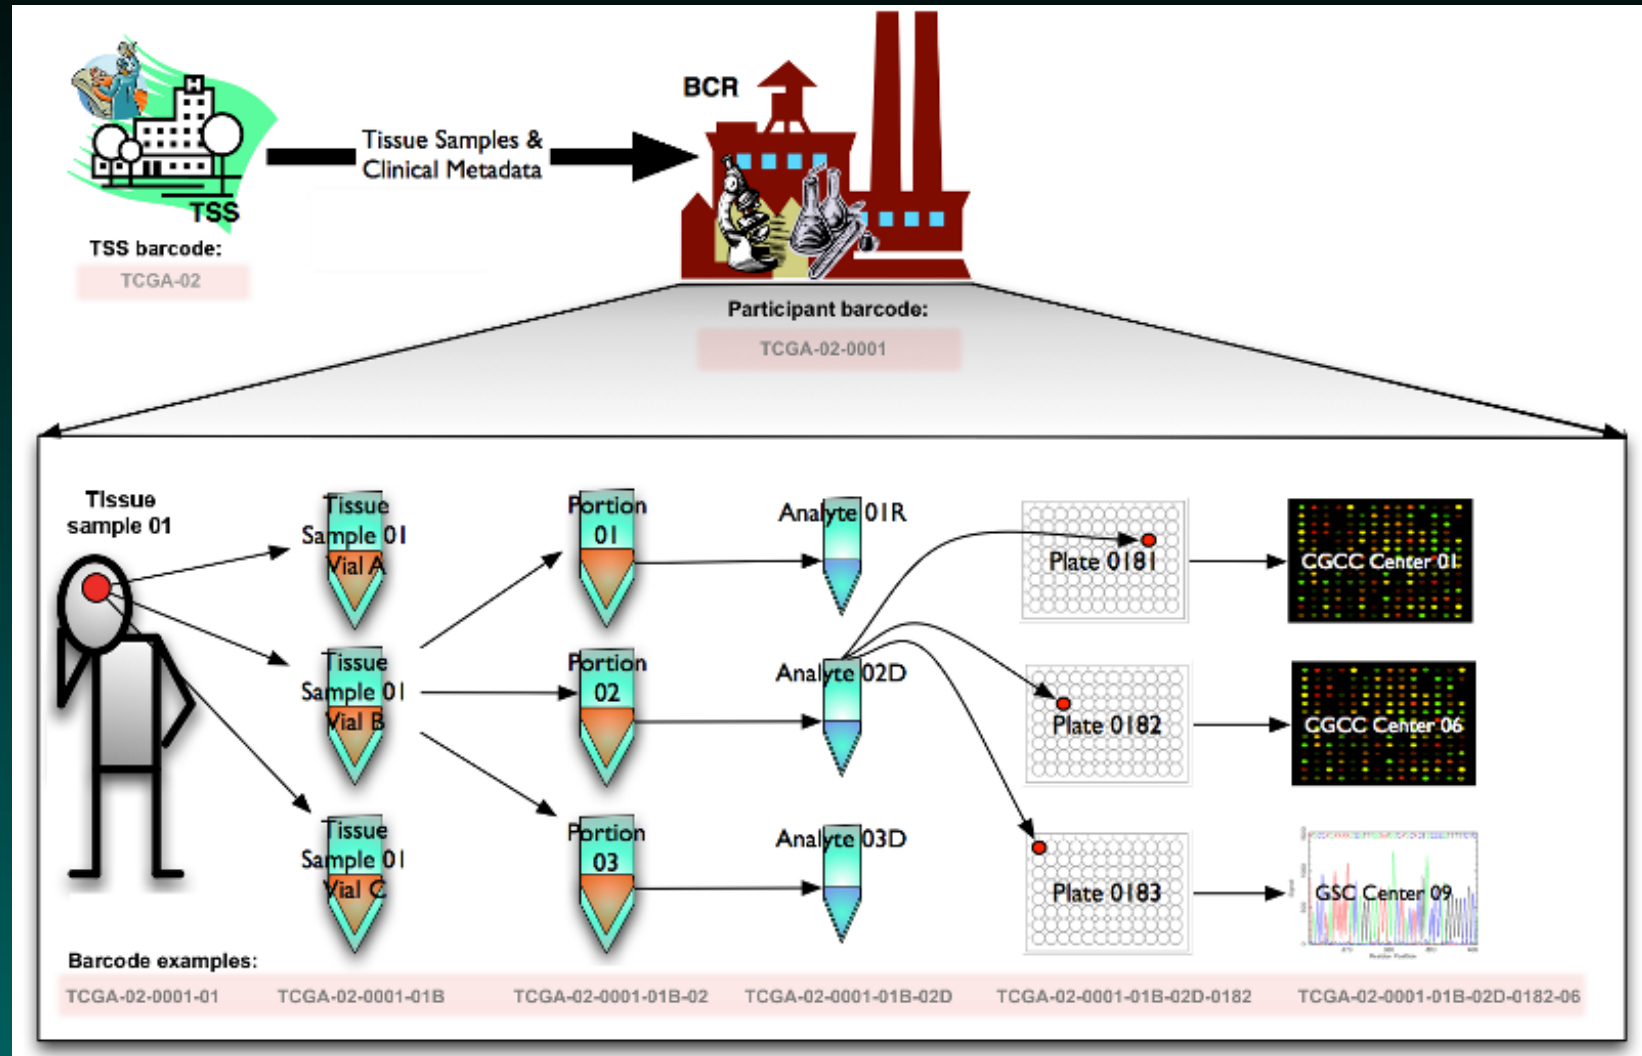 BCR
Tissue Samples &
Clinical Metadata
H
TSS
TSS barcode:
TCGA-02
Participant barcode:
TCGA-02-0001
Tissue
sample 01
Tissue
Sample 01
Vial A
Portion
01
Analyte 01R
Plate 0181
CGCC Center 01
Tissue
Sample 01
Vial B
Portion
02
Analyte 02D
Plate 0182
CGCC Center 06
Tissue
Sample 01
Vial C
Portion
03
Analyte 03D
Plate 0183
GSC Center 09
Barcode examples:
TCGA-02-0001-01
TCGA-02-0001-01B
TCGA-02-0001-01B-02
TCGA-02-0001-01B-02D
TCGA-02-0001-01B-02D-0182
TCGA-02-0001-01B-02D-0182-06